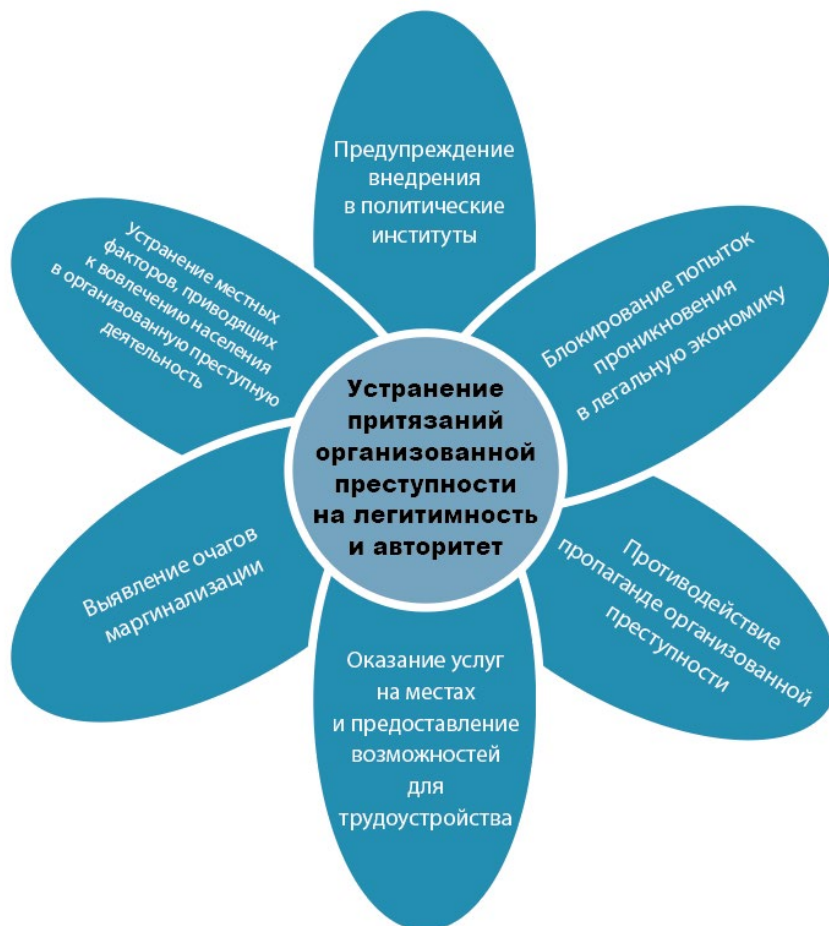 Предупреждение
внедрения
в политические
институты
Блокирование попыток
проникновения
в легальную экономику
Противодействие
пропаганде организованной
преступности
Оказание услуг
на местах
и предоставление
возможностей
для
трудоустройства
Выявление очагов
маргинализации
Устранение местных
факторов, приводящих
к вовлечению населения
в организованную преступную
деятельность
Устранение
притязаний
организованной
преступности
на легитимность
и авторитет